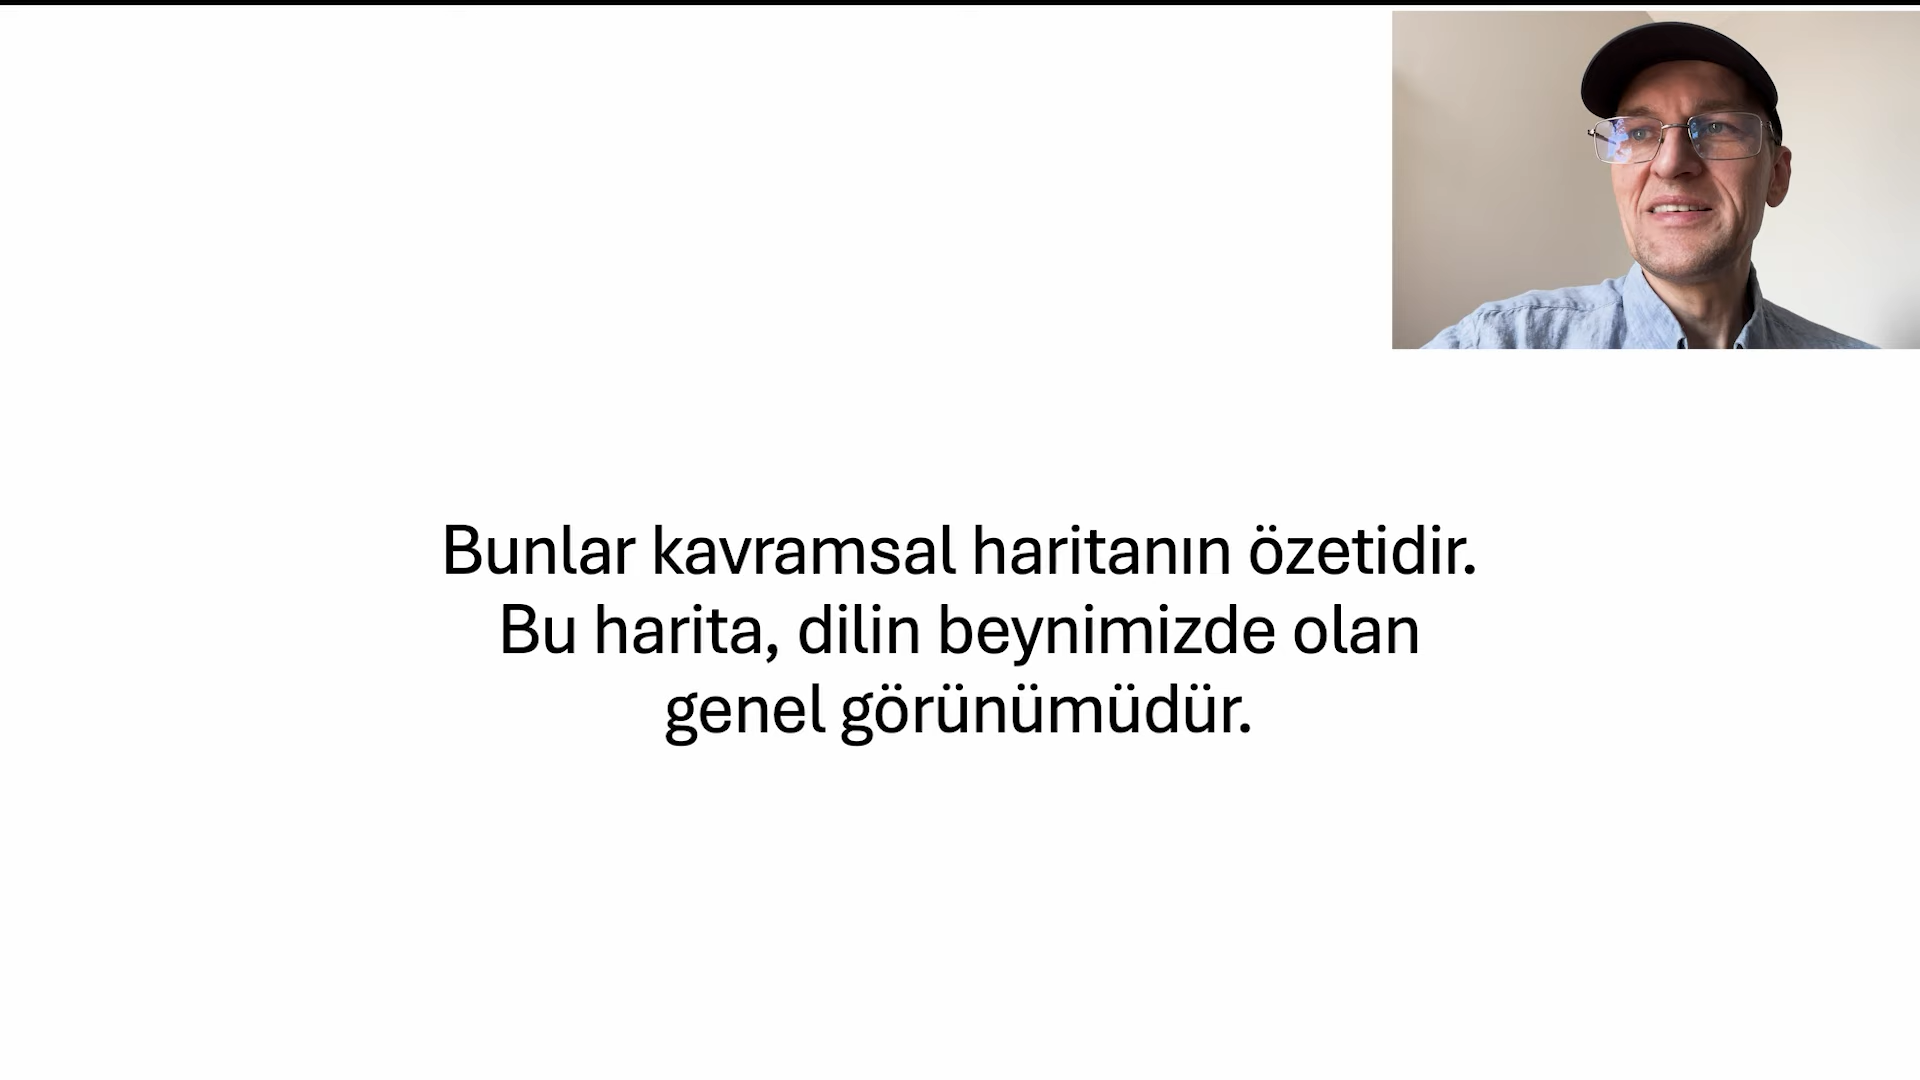 Bunlar kavramsal haritanın özetidir.
Bu harita, dilin beynimizde olan
genel görünümüdür.